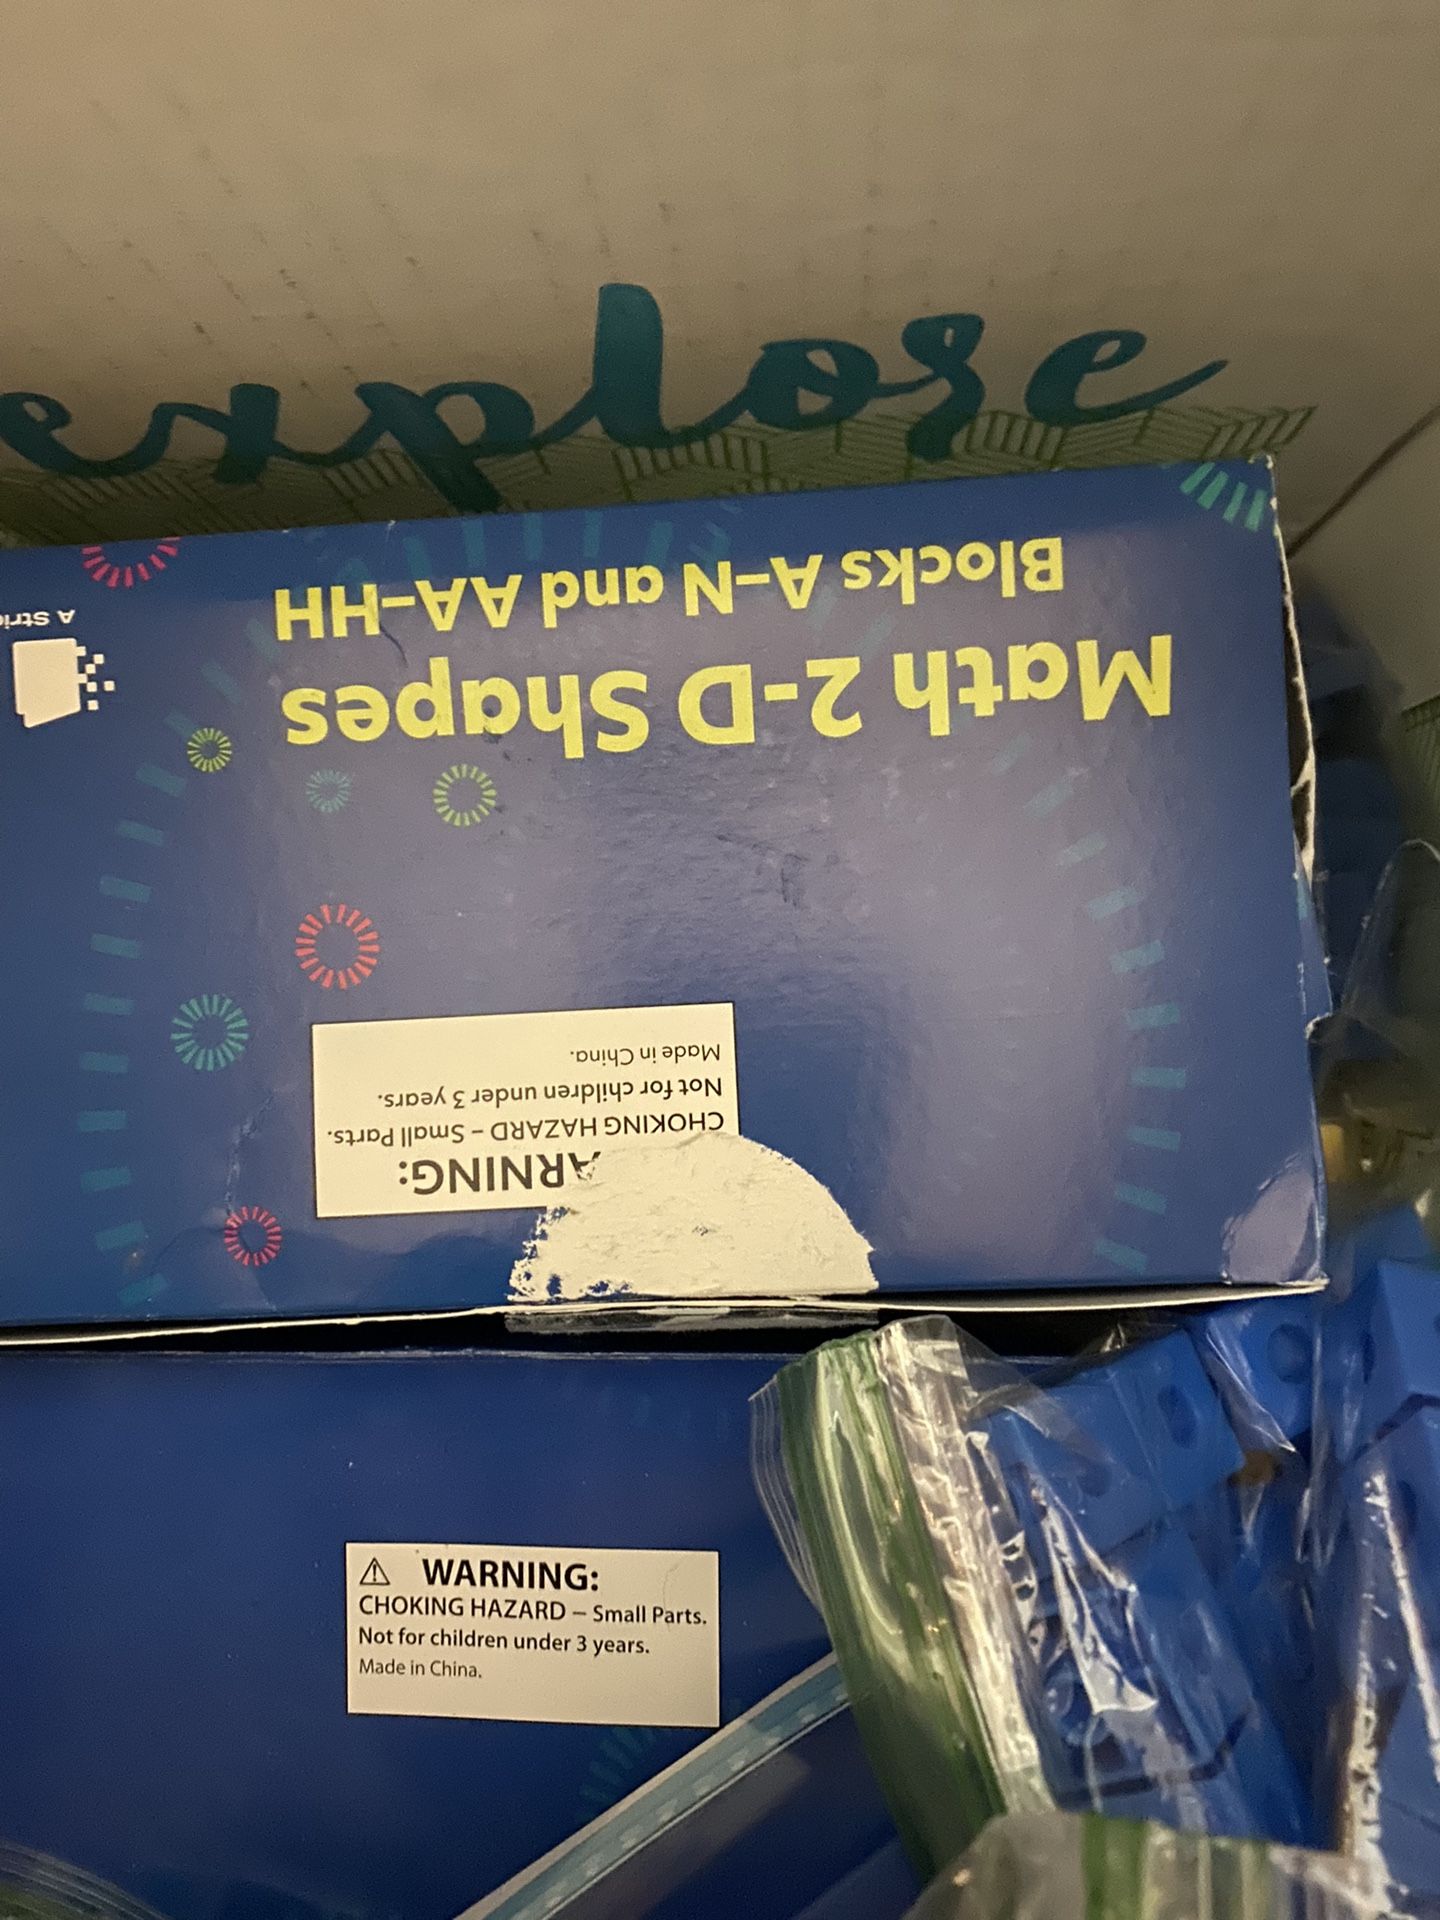 explore
Math 2-D Shapes
Blocks A–N and AA–HH
A
CHOKING HAZARD – Small Parts.
Not for children under 3 years.
Made in China.
WARNING:
CHOKING HAZARD – Small Parts.
Not for children under 3 years.
Made in China.